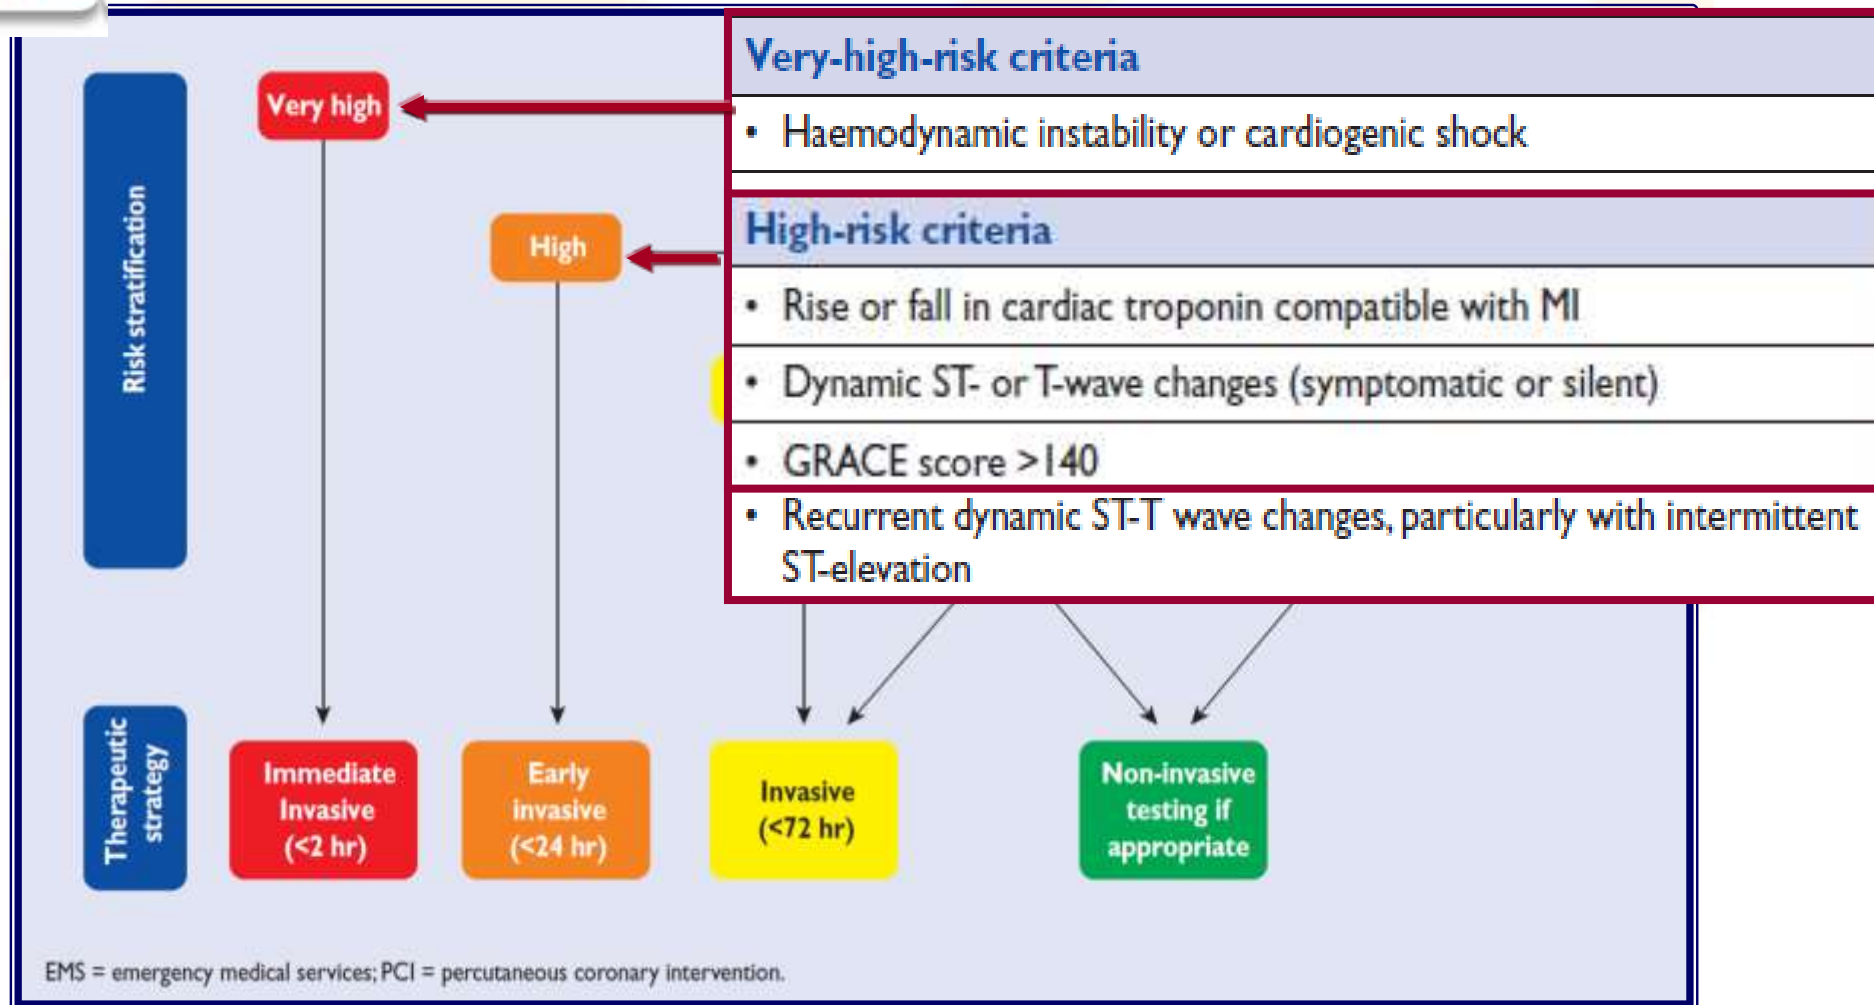 Very-high-risk criteria
• Haemodynamic instability or cardiogenic shock
High-risk criteria
• Rise or fall in cardiac troponin compatible with MI
• Dynamic ST- or T-wave changes (symptomatic or silent)
• GRACE score >140
• Recurrent dynamic ST-T wave changes, particularly with intermittent
ST-elevation
Risk stratification
Very high
High
Therapeutic
strategy
Immediate
Invasive
(<2 hr)
Early
invasive
(<24 hr)
Invasive
(<72 hr)
Non-invasive
testing if
appropriate
EMS = emergency medical services; PCI = percutaneous coronary intervention.